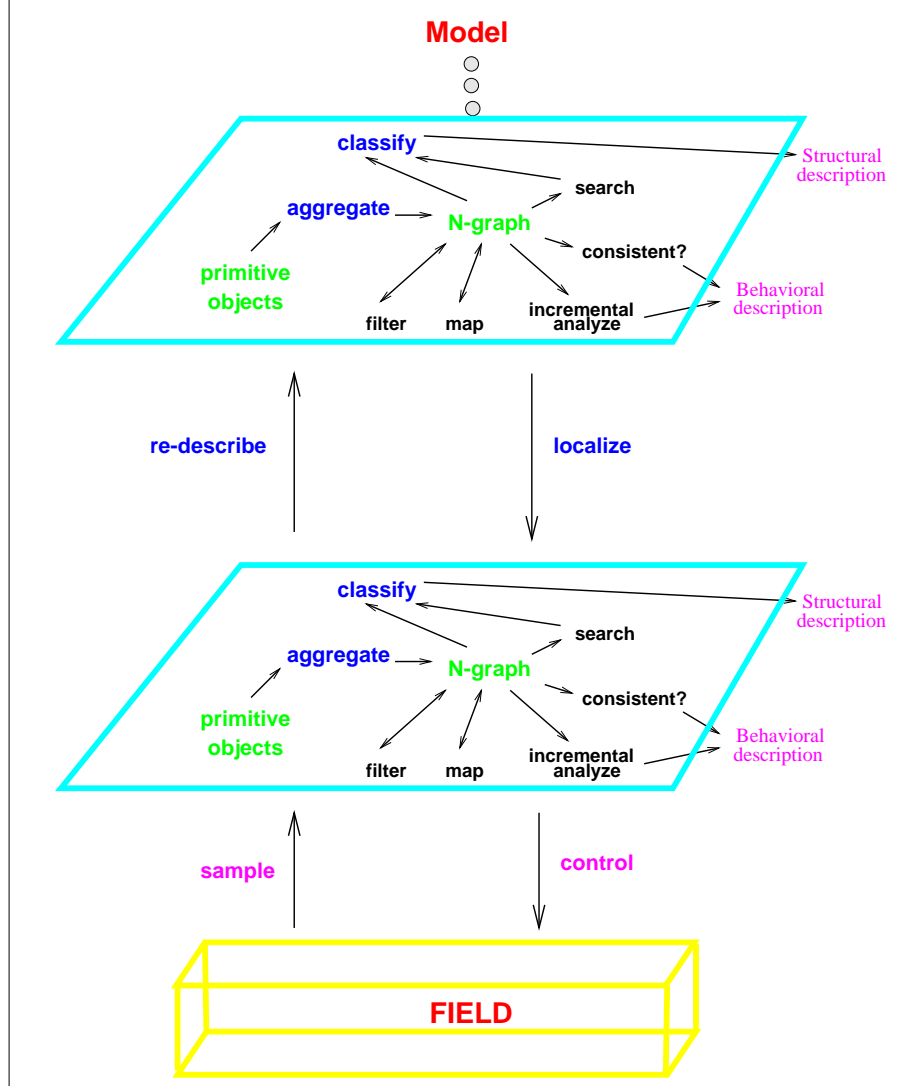 Model
classify
Structural
description
search
aggregate
N-graph
consistent?
primitive
objects
Behavioral
description
incremental
analyze
filter
map
re-describe
localize
classify
Structural
description
search
aggregate
N-graph
consistent?
primitive
objects
Behavioral
description
incremental
analyze
filter
map
sample
control
FIELD